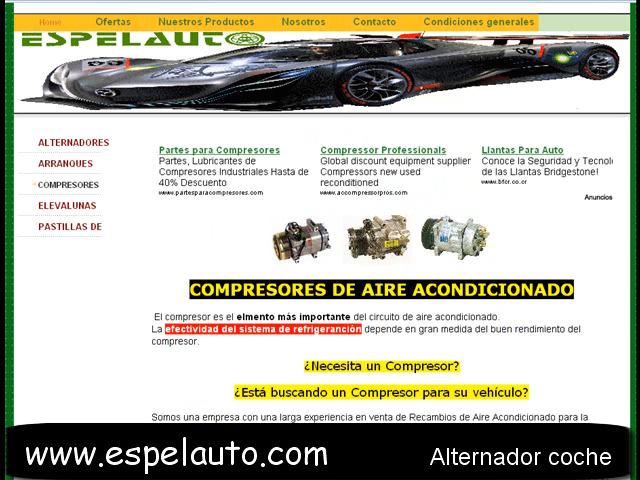 Home Ofertas Nuestros Productos Nosotros Contacto Condiciones generales
ESPELAUTO
ALTERNADORES
ARRANQUES
COMPRESORES
ELEVALUNAS
PASTILLAS DE
Partes para Compresores
Partes, Lubricantes de
Compresores Industriales Hasta de
40% Descuento
www.partesparacompresores.com
Compressor Professionals
Global discount equipment supplier
Compressors new used
reconditioned
www.accompressorpros.com
Llantas Para Auto
Conoce la Seguridad y Tecnolo
de las Llantas Bridgestone!
www.bfcr.co.cr
Anuncios
COMPRESORES DE AIRE ACONDICIONADO
El compresor es el elmento más importante del circuito de aire acondicionado.
La efectividad del sistema de refrigeranción depende en gran medida del buen rendimiento del
compresor.
¿Necesita un Compresor?
¿Está buscando un Compresor para su vehículo?
Somos una empresa con una larga experiencia en venta de Recambios de Aire Acondicionado para la
www.espelauto.com Alternador coche